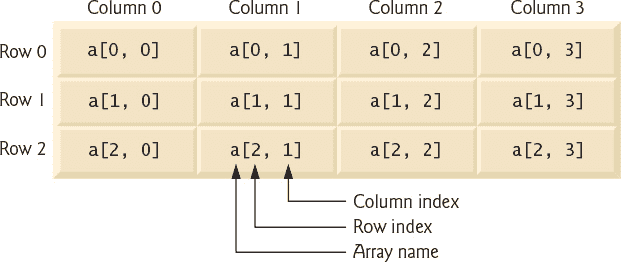 Column 0 Column 1 Column 2 Column 3
Row 0 a[0, 0] a[0, 1] a[0, 2] a[0, 3]
Row 1 a[1, 0] a[1, 1] a[1, 2] a[1, 3]
Row 2 a[2, 0] a[2, 1] a[2, 2] a[2, 3]
Column index
Row index
Array name